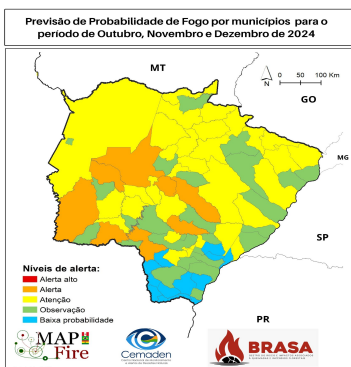 Previsão de Probabilidade de Fogo por municípios para o
período de Outubro, Novembro e Dezembro de 2024
MT
N
0 50 100 Km
GO
MG
SP
PR
Níveis de alerta:
Alerta alto
Alerta
Atenção
Observação
Baixa probabilidade
MAP
Fire
Cemaden
BRASA